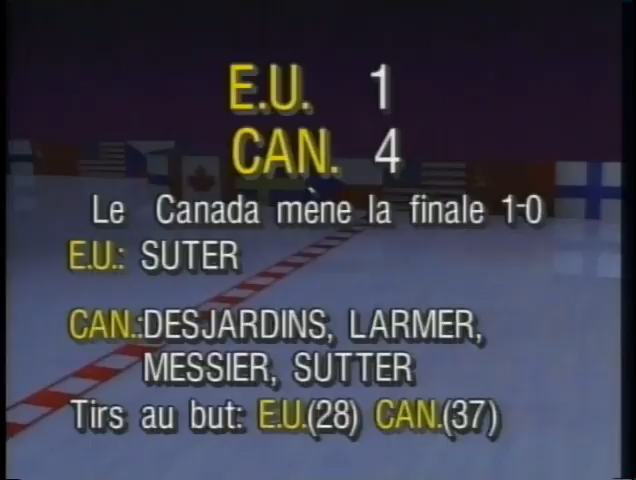 E.U. 1
CAN. 4
Le Canada mène la finale 1-0
E.U.: SUTER
CAN.:DESJARDINS, LARMER,
MESSIER, SUTTER
Tirs au but: E.U.(28) CAN.(37)